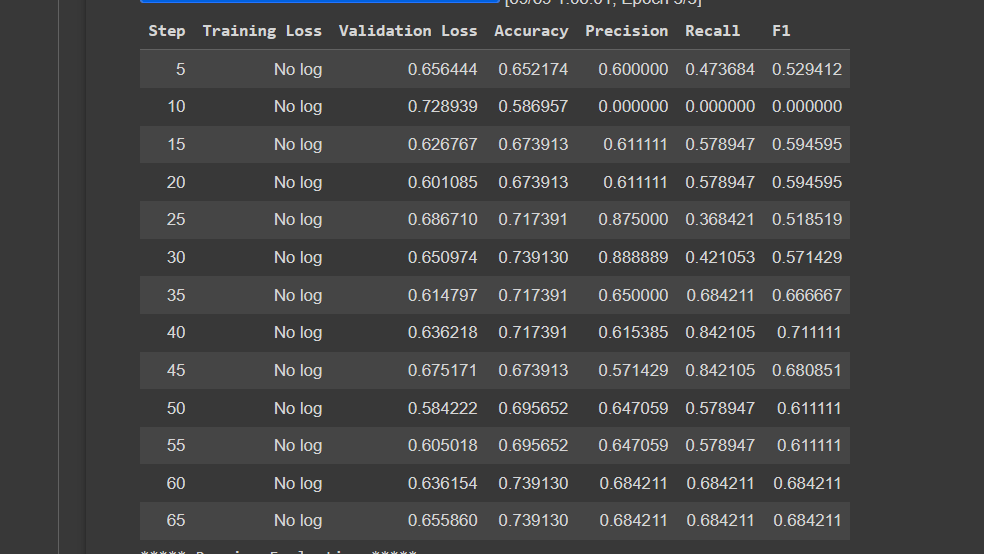 Step Training Loss Validation Loss Accuracy Precision Recall F1
5 No log 0.656444 0.652174 0.600000 0.473684 0.529412
10 No log 0.728939 0.586957 0.000000 0.000000 0.000000
15 No log 0.626767 0.673913 0.611111 0.578947 0.594595
20 No log 0.601085 0.673913 0.611111 0.578947 0.594595
25 No log 0.686710 0.717391 0.875000 0.368421 0.518519
30 No log 0.650974 0.739130 0.888889 0.421053 0.571429
35 No log 0.614797 0.717391 0.650000 0.684211 0.666667
40 No log 0.636218 0.717391 0.615385 0.842105 0.711111
45 No log 0.675171 0.673913 0.571429 0.842105 0.680851
50 No log 0.584222 0.695652 0.647059 0.578947 0.611111
55 No log 0.605018 0.695652 0.647059 0.578947 0.611111
60 No log 0.636154 0.739130 0.684211 0.684211 0.684211
65 No log 0.655860 0.739130 0.684211 0.684211 0.684211